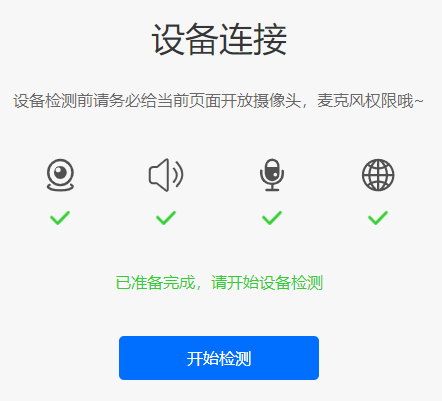 设备连接
设备检测前请务必给当前页面开放摄像头，麦克风权限哦~
已准备完成，请开始设备检测
开始检测